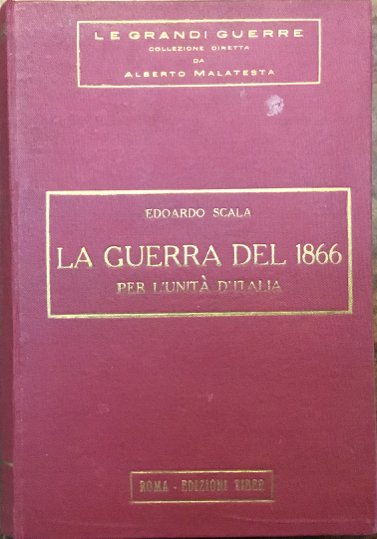 LE GRANDI GUERRE
COLLEZIONE DIRETTA
DA
ALBERTO MALATESTA
EDOARDO SCALA
LA GUERRA DEL 1866
PER L'UNITÀ D'ITALIA
ROMA - EDIZIONI TIBER